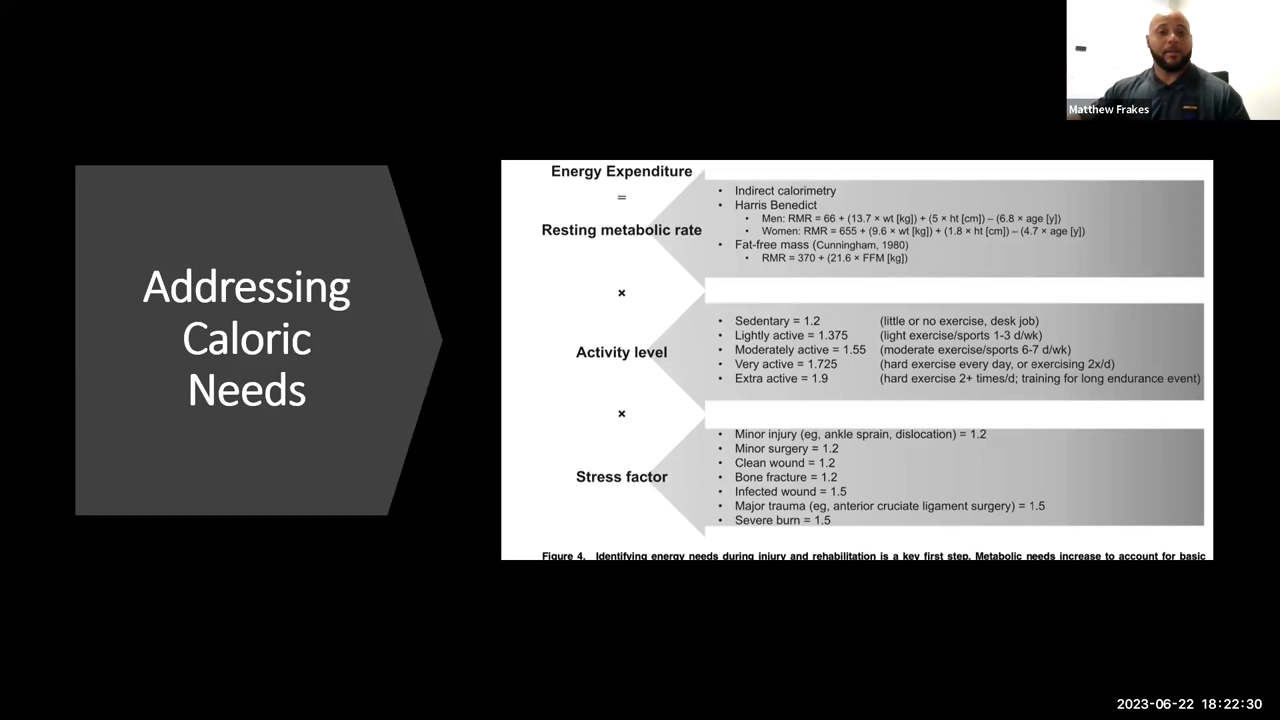 Matthew Frakes
Addressing
Caloric
Needs
Energy Expenditure
=
Resting metabolic rate
• Indirect calorimetry
• Harris Benedict
• Men: RMR = 66 + (13.7 × wt [kg]) + (5 × ht [cm]) – (6.8 × age [y])
• Women: RMR = 655 + (9.6 × wt [kg]) + (1.8 × ht [cm]) – (4.7 × age [y])
• Fat-free mass (Cunningham, 1980)
• RMR = 370 + (21.6 × FFM [kg])
×
Activity level
• Sedentary = 1.2 (little or no exercise, desk job)
• Lightly active = 1.375 (light exercise/sports 1-3 d/wk)
• Moderately active = 1.55 (moderate exercise/sports 6-7 d/wk)
• Very active = 1.725 (hard exercise every day, or exercising 2x/d)
• Extra active = 1.9 (hard exercise 2+ times/d; training for long endurance event)
×
Stress factor
• Minor injury (eg, ankle sprain, dislocation) = 1.2
• Minor surgery = 1.2
• Clean wound = 1.2
• Bone fracture = 1.2
• Infected wound = 1.5
• Major trauma (eg, anterior cruciate ligament surgery) = 1.5
• Severe burn = 1.5
Figure 4. Identifying energy needs during injury and rehabilitation is a key first step. Metabolic needs increase to account for basic
2023-06-22 18:22:30